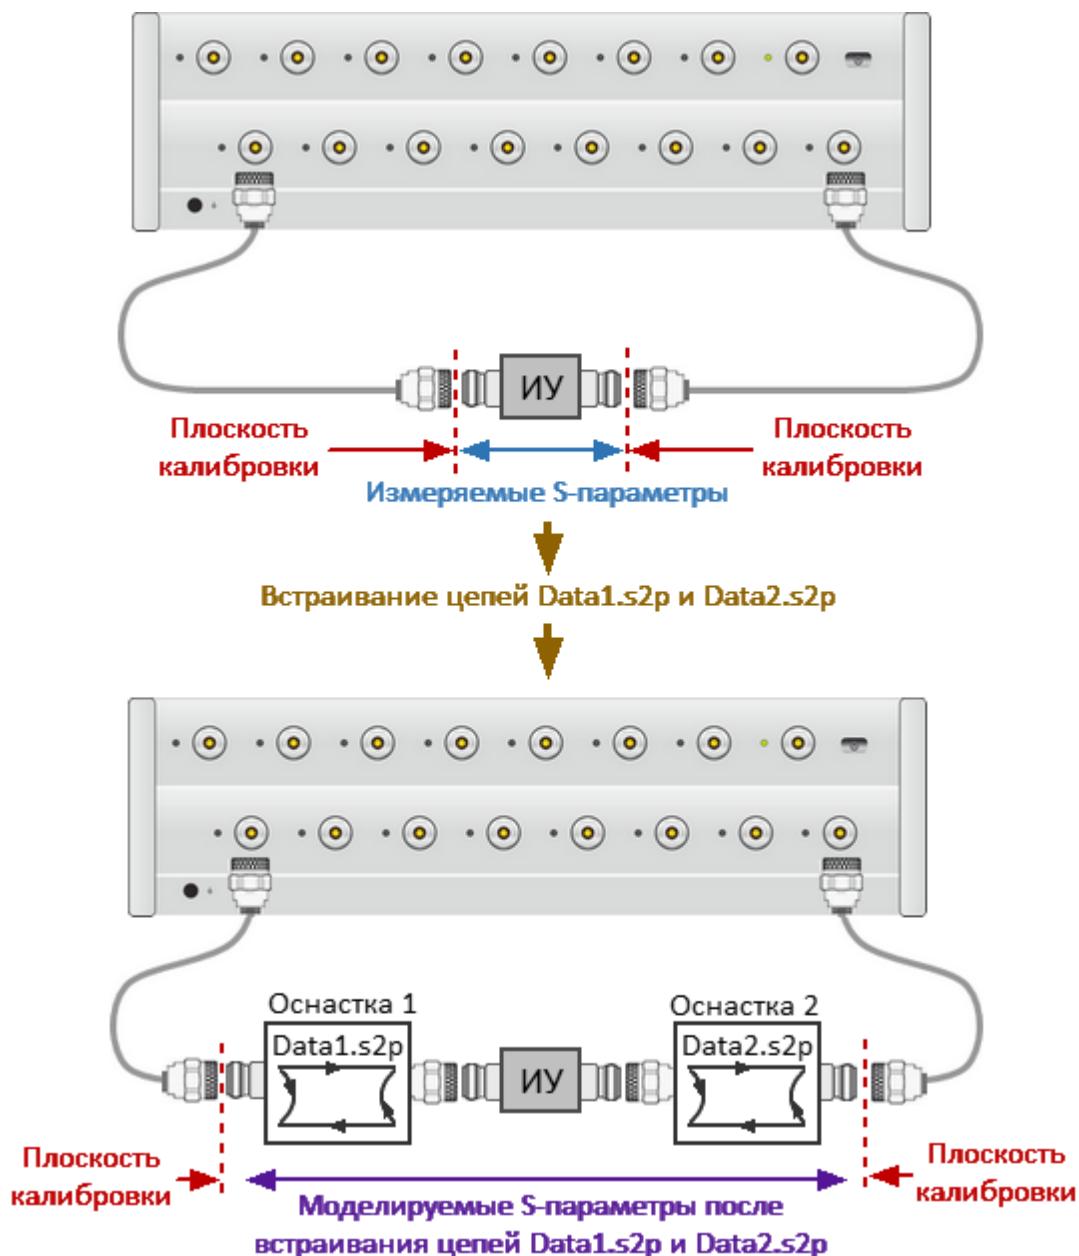 ИУ
Плоскость
калибровки
Плоскость
калибровки
Измеряемые S-параметры
Встраивание цепей Data1.s2p и Data2.s2p
Оснастка 1
Оснастка 2
Data1.s2p
ИУ
Data2.s2p
Плоскость
калибровки
Плоскость
калибровки
Моделируемые S-параметры после
встраивания цепей Data1.s2p и Data2.s2p